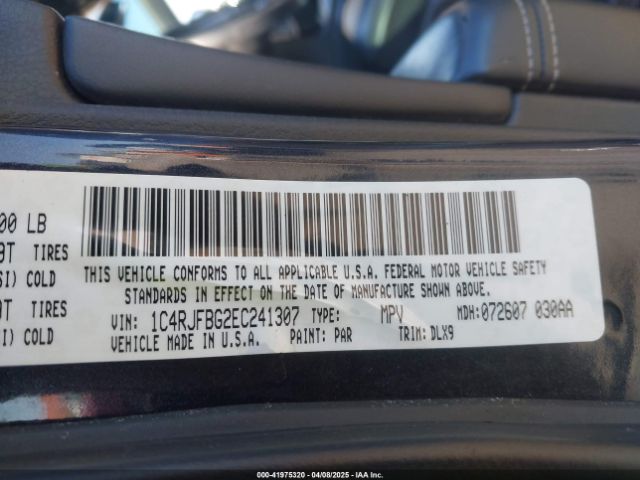 00 LB
TIRES
SI) COLD
TIRES
I) COLD
THIS VEHICLE CONFORMS TO ALL APPLICABLE U.S.A. FEDERAL MOTOR VEHICLE SAFETY
STANDARDS IN EFFECT ON THE DATE OF MANUFACTURE SHOWN ABOVE.
VIN: 1C4RJFBG2EC241307 TYPE: MPV MDH: 072607 030AA
VEHICLE MADE IN U.S.A. PAINT: PAR TRIM: DLX9
000-41975320 - 04/08/2025 - IAA Inc.